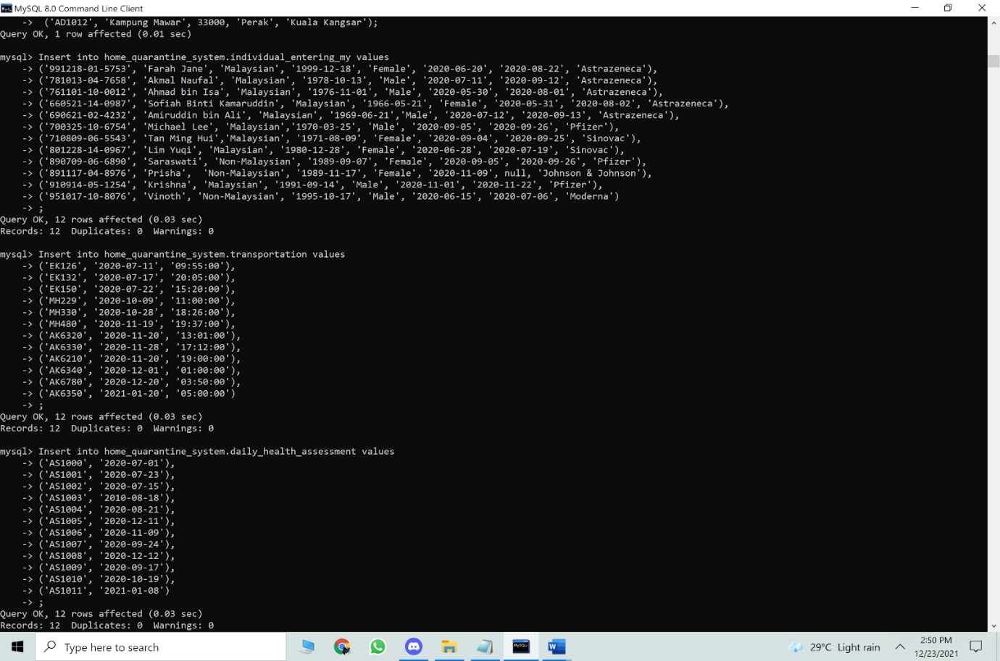 MySQL 8.0 Command Line Client
    -> ('AD1012', 'Kampung Mawar', 33000, 'Perak', 'Kuala Kangsar');
Query OK, 1 row affected (0.01 sec)
mysql> Insert into home_quarantine_system.individual_entering_my values
    -> ('991218-01-5753', 'Farah Jane', 'Malaysian', '1999-12-18', 'Female', '2020-06-20', '2020-08-22', 'Astrazeneca'),
    -> ('781013-04-7658', 'Akmal Naufal', 'Malaysian', '1978-10-13', 'Male', '2020-07-11', '2020-09-12', 'Astrazeneca'),
    -> ('761101-10-0012', 'Ahmad bin Isa', 'Malaysian', '1976-11-01', 'Male', '2020-05-30', '2020-08-01', 'Astrazeneca'),
    -> ('660521-14-0987', 'Sofiah Binti Kamaruddin', 'Malaysian', '1966-05-21', 'Female', '2020-05-31', '2020-08-02', 'Astrazeneca'),
    -> ('690621-02-4232', 'Amiruddin bin Ali', 'Malaysian', '1969-06-21','Male', '2020-07-12', '2020-09-13', 'Astrazeneca'),
    -> ('700325-10-6754', 'Michael Lee', 'Malaysian','1970-03-25', 'Male', '2020-09-05', '2020-09-26', 'Pfizer'),
    -> ('710809-06-5543', 'Tan Ming Hui','Malaysian', '1971-08-09', 'Female', '2020-09-04', '2020-09-25', 'Sinovac'),
    -> ('801228-14-0967', 'Lim Yuqi', 'Malaysian', '1980-12-28', 'Female', '2020-06-28', '2020-07-19', 'Sinovac'),
    -> ('890709-06-6890', 'Saraswati', 'Non-Malaysian', '1989-09-07', 'Female', '2020-09-05', '2020-09-26', 'Pfizer'),
    -> ('891117-04-8976', 'Prisha',  'Non-Malaysian', '1989-11-17', 'Female', '2020-11-09', null, 'Johnson & Johnson'),
    -> ('910914-05-1254', 'Krishna', 'Malaysian', '1991-09-14', 'Male', '2020-11-01', '2020-11-22', 'Pfizer'),
    -> ('951017-10-8076', 'Vinoth', 'Non-Malaysian', '1995-10-17', 'Male', '2020-06-15', '2020-07-06', 'Moderna')
    -> ;
Query OK, 12 rows affected (0.03 sec)
Records: 12  Duplicates: 0  Warnings: 0
mysql> Insert into home_quarantine_system.transportation values
    -> ('EK126', '2020-07-11', '09:55:00'),
    -> ('EK132', '2020-07-17', '20:05:00'),
    -> ('EK150', '2020-07-22', '15:20:00'),
    -> ('MH229', '2020-10-09', '11:00:00'),
    -> ('MH330', '2020-10-28', '18:26:00'),
    -> ('MH480', '2020-11-19', '19:37:00'),
    -> ('AK6320', '2020-11-20', '13:01:00'),
    -> ('AK6330', '2020-11-28', '17:12:00'),
    -> ('AK6210', '2020-11-20', '19:00:00'),
    -> ('AK6340', '2020-12-01', '01:00:00'),
    -> ('AK6780', '2020-12-20', '03:50:00'),
    -> ('AK6350', '2021-01-20', '05:00:00')
    -> ;
Query OK, 12 rows affected (0.03 sec)
Records: 12  Duplicates: 0  Warnings: 0
mysql> Insert into home_quarantine_system.daily_health_assessment values
    -> ('AS1000', '2020-07-01'),
    -> ('AS1001', '2020-07-23'),
    -> ('AS1002', '2020-07-15'),
    -> ('AS1003', '2010-08-18'),
    -> ('AS1004', '2020-08-21'),
    -> ('AS1005', '2020-12-11'),
    -> ('AS1006', '2020-11-09'),
    -> ('AS1007', '2020-09-24'),
    -> ('AS1008', '2020-12-12'),
    -> ('AS1009', '2020-09-17'),
    -> ('AS1010', '2020-10-19'),
    -> ('AS1011', '2021-01-08')
    -> ;
Query OK, 12 rows affected (0.03 sec)
Records: 12  Duplicates: 0  Warnings: 0
Type here to search
29°C Light rain
2:50 PM
12/23/2021